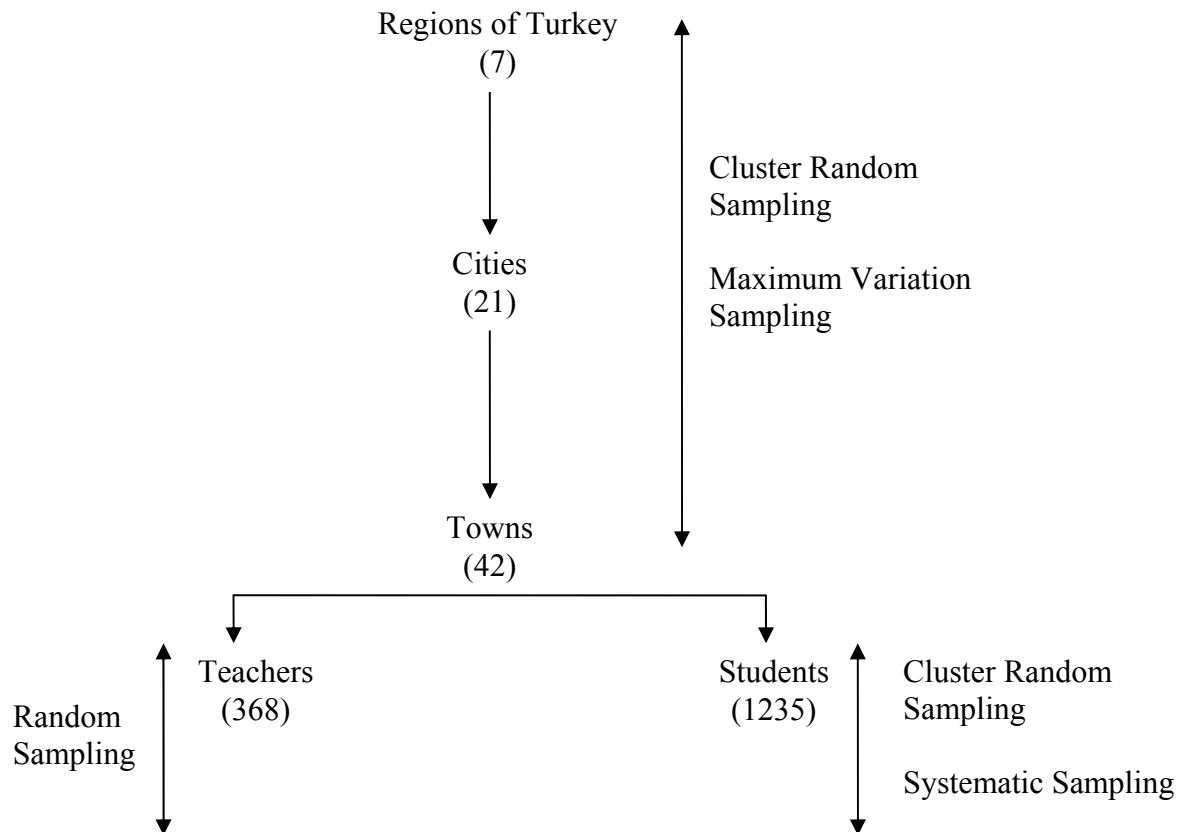 Regions of Turkey
(7)
Cluster Random
Sampling
Cities
(21)
Maximum Variation
Sampling
Towns
(42)
Teachers
(368)
Random
Sampling
Students
(1235)
Cluster Random
Sampling
Systematic Sampling